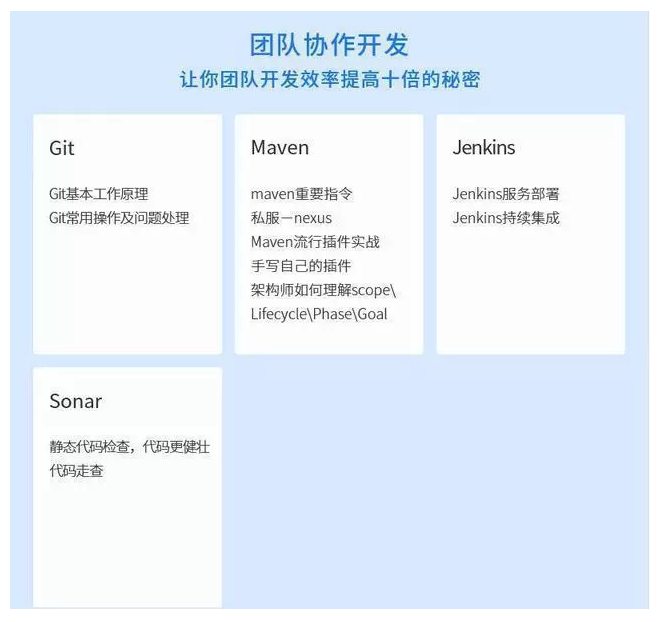 团队协作开发
让你团队开发效率提高十倍的秘密
Git
Git基本工作原理
Git常用操作及问题处理
Maven
maven重要指令
私服－nexus
Maven流行插件实战
手写自己的插件
架构师如何理解scope\
Lifecycle\Phase\Goal
Jenkins
Jenkins服务部署
Jenkins持续集成
Sonar
静态代码检查，代码更健壮
代码走查